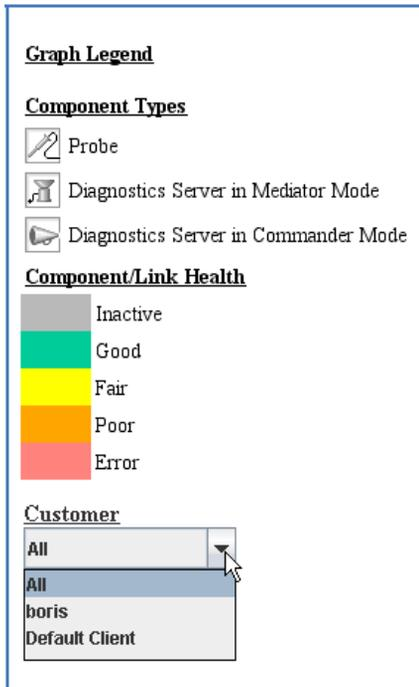 Graph Legend
Component Types
Probe
Diagnostics Server in Mediator Mode
Diagnostics Server in Commander Mode
Component/Link Health
Inactive
Good
Fair
Poor
Error
Customer
All
All
boris
Default Client